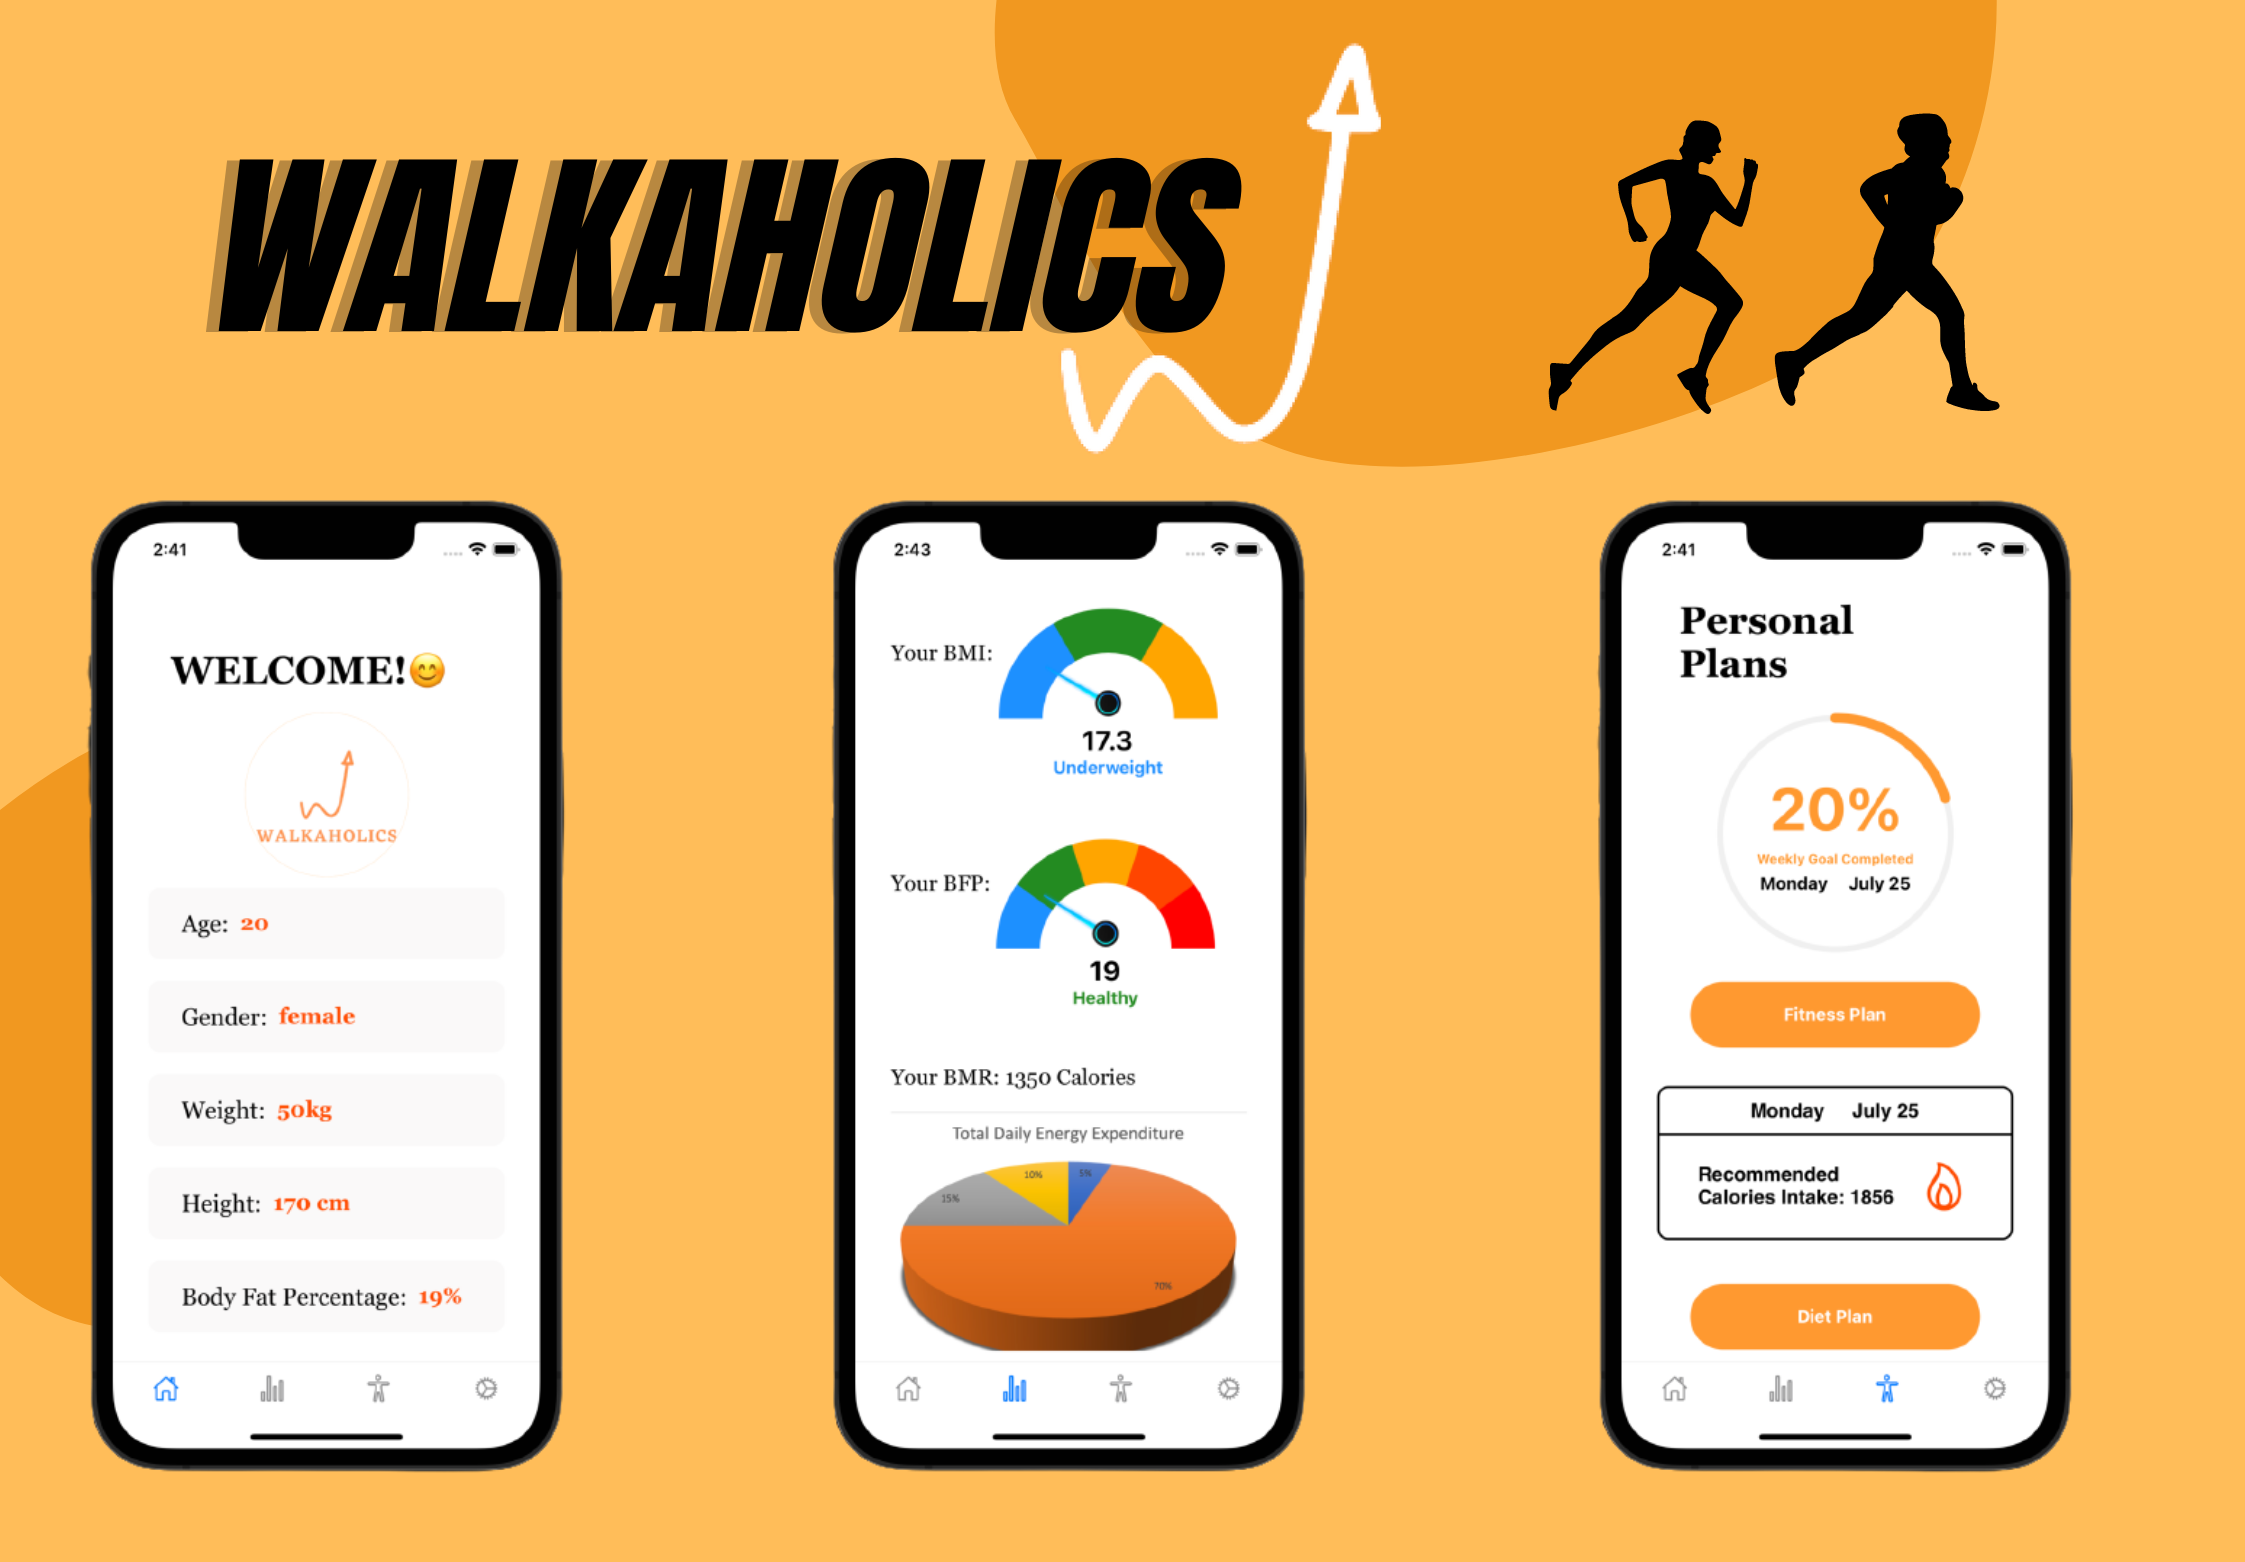 WALKAHOLICS
2:41
WELCOME!😊
WALKAHOLICS
Age: 20
Gender: female
Weight: 50kg
Height: 170 cm
Body Fat Percentage: 19%
2:43
Your BMI:
17.3
Underweight
Your BFP:
19
Healthy
Your BMR: 1350 Calories
Total Daily Energy Expenditure
10%
5%
15%
70%
2:41
Personal
Plans
20%
Weekly Goal Completed
Monday July 25
Fitness Plan
Monday July 25
Recommended
Calories Intake: 1856
Diet Plan